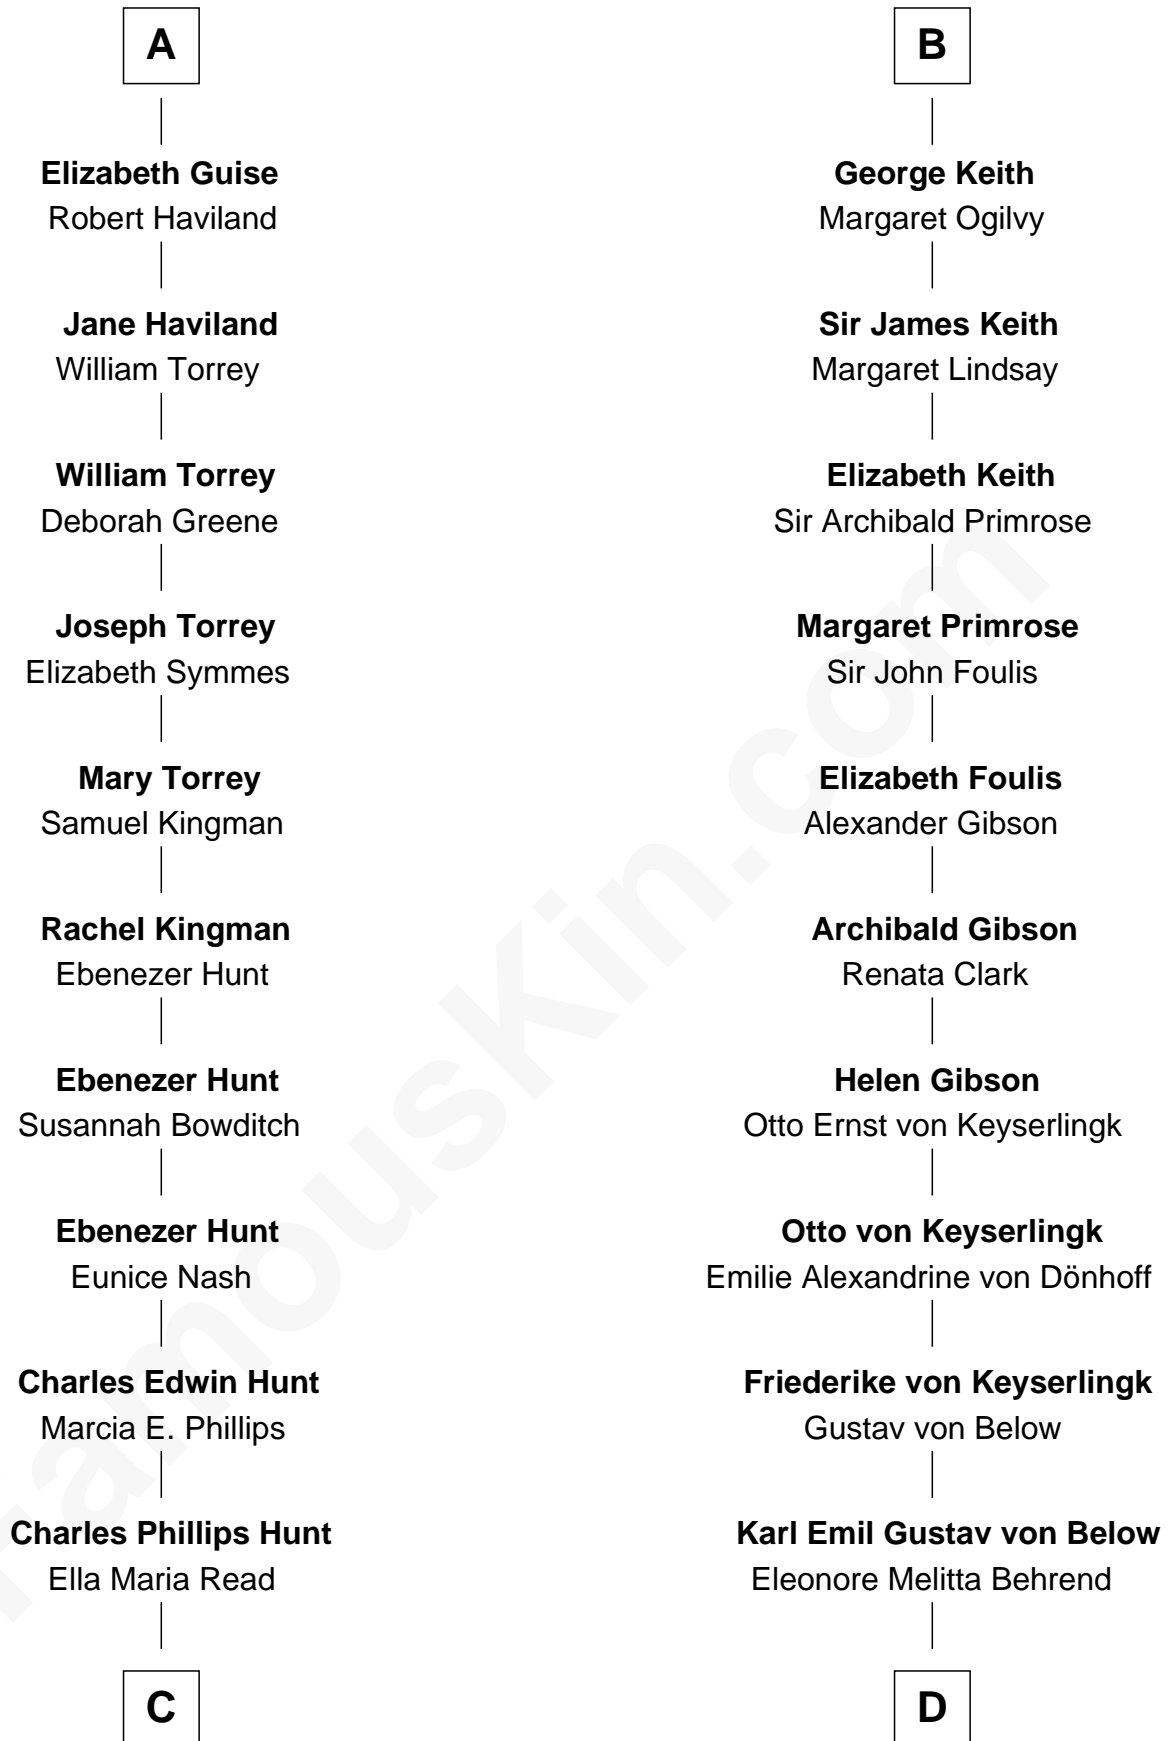 A
Elizabeth Guise
Robert Haviland
Jane Haviland
William Torrey
William Torrey
Deborah Greene
Joseph Torrey
Elizabeth Symmes
Mary Torrey
Samuel Kingman
Rachel Kingman
Ebenezer Hunt
Ebenezer Hunt
Susannah Bowditch
Ebenezer Hunt
Eunice Nash
Charles Edwin Hunt
Marcia E. Phillips
Charles Phillips Hunt
Ella Maria Read
C
B
George Keith
Margaret Ogilvy
Sir James Keith
Margaret Lindsay
Elizabeth Keith
Sir Archibald Primrose
Margaret Primrose
Sir John Foulis
Elizabeth Foulis
Alexander Gibson
Archibald Gibson
Renata Clark
Helen Gibson
Otto Ernst von Keyserlingk
Otto von Keyserlingk
Emilie Alexandrine von Dönhoff
Friederike von Keyserlingk
Gustav von Below
Karl Emil Gustav von Below
Eleonore Melitta Behrend
D
FamousKin.com